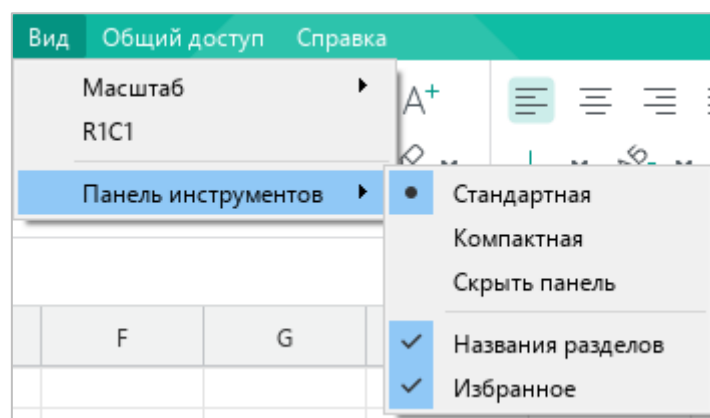 Вид Общий доступ Справка
Масштаб
A+
R1C1
Панель инструментов
Стандартная
Компактная
Скрыть панель
F G
Названия разделов
Избранное